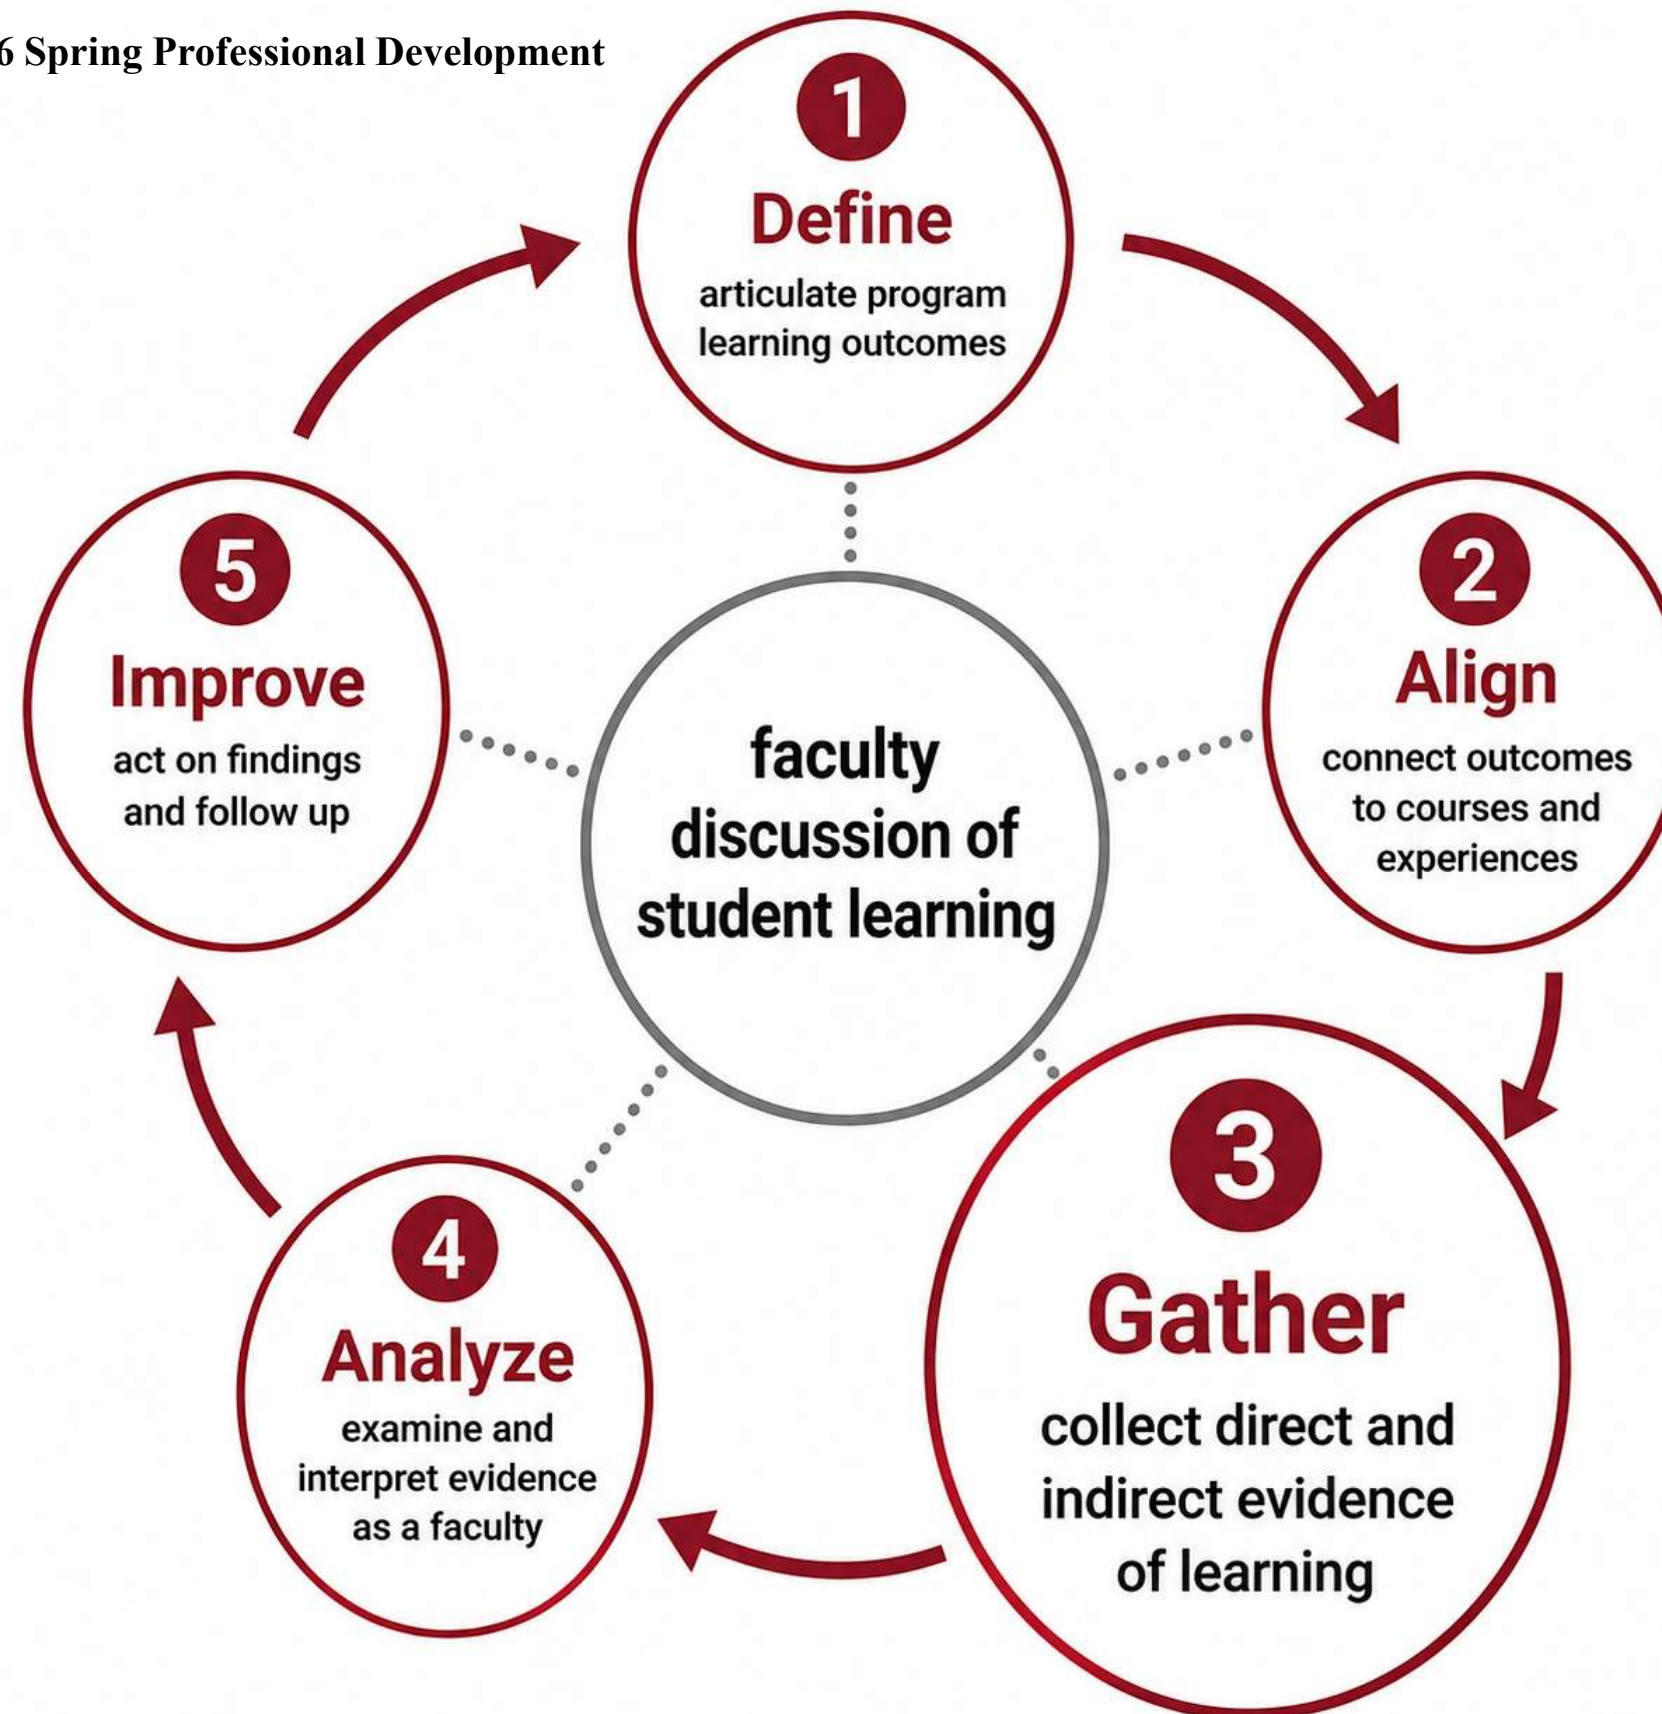 6 Spring Professional Development
1
Define
articulate program
learning outcomes
2
Align
connect outcomes
to courses and
experiences
3
Gather
collect direct and
indirect evidence
of learning
4
Analyze
examine and
interpret evidence
as a faculty
5
Improve
act on findings
and follow up
faculty
discussion of
student learning